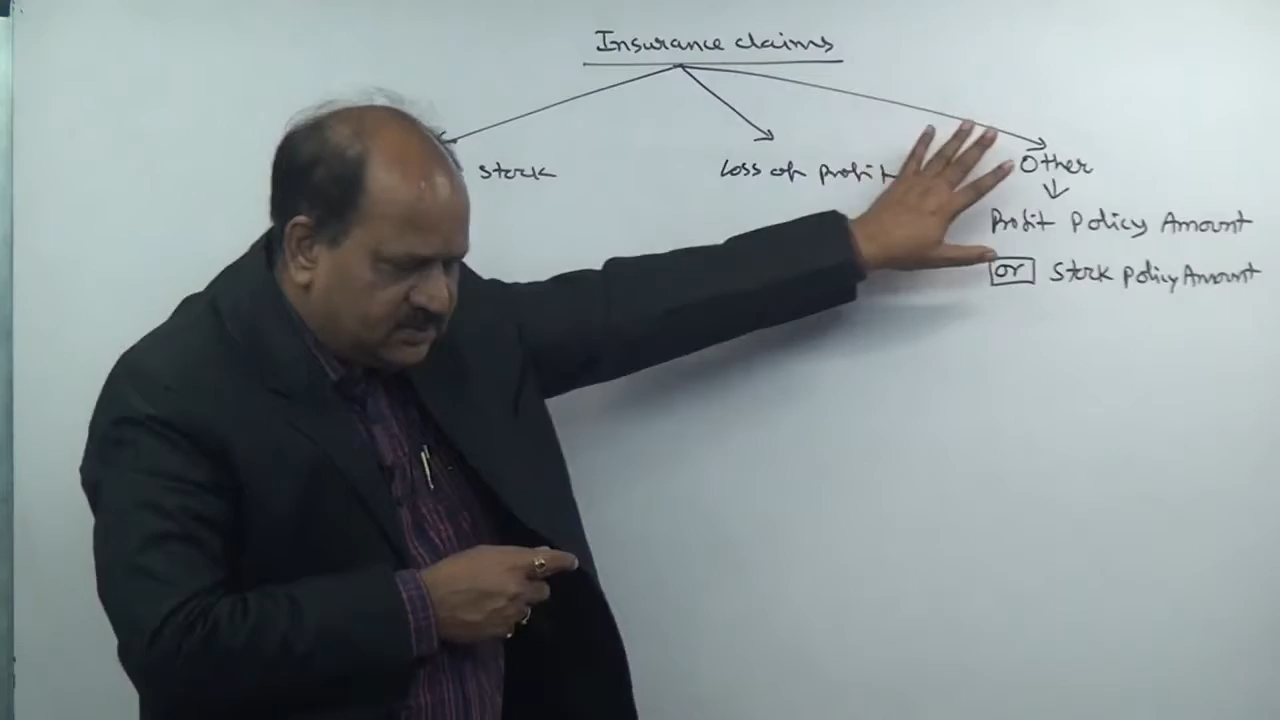 Insurance claims
Stock
Loss of profit
Other
Profit Policy Amount
or Stock Policy Amount